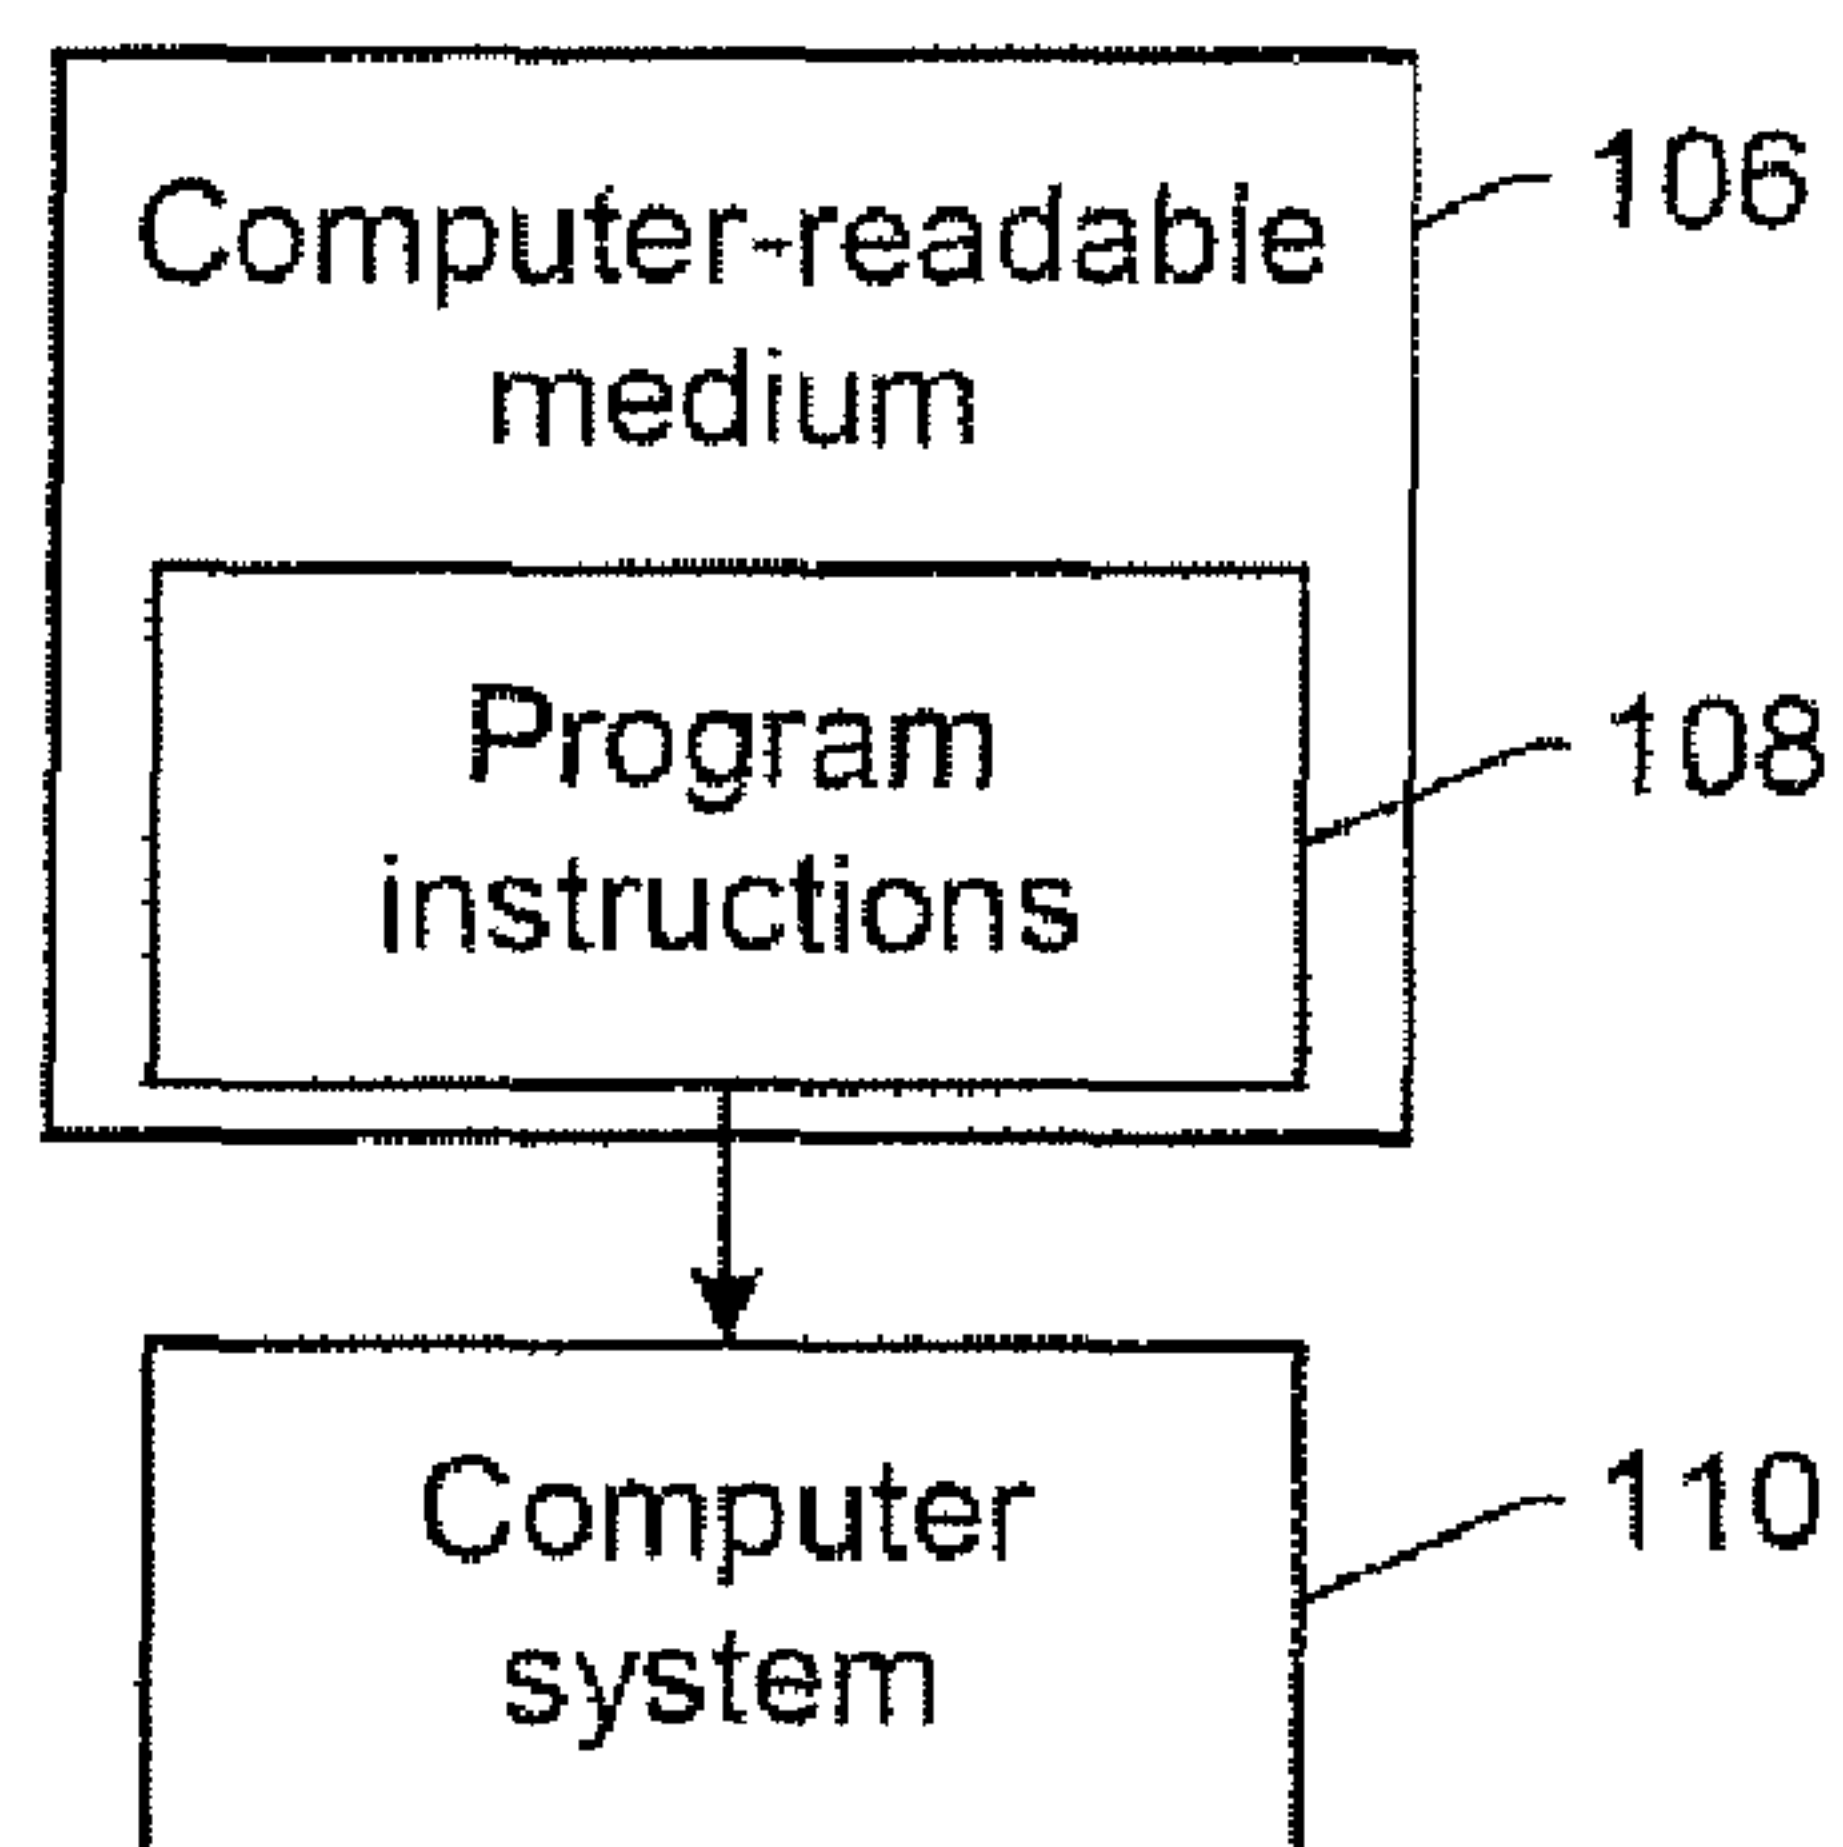 106
Computer-readable
medium
108
Program
instructions
110
Computer
system